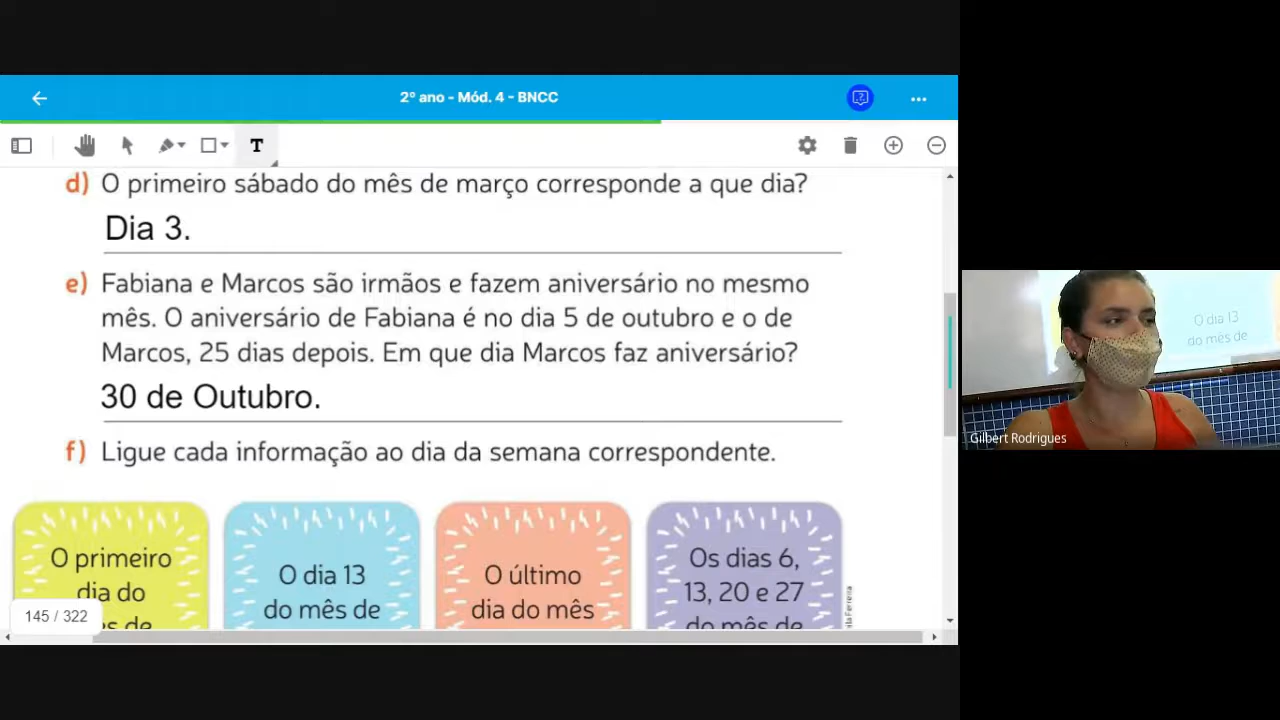 2º ano - Mód. 4 - BNCC
T
d) O primeiro sábado do mês de março corresponde a que dia?
Dia 3.
e) Fabiana e Marcos são irmãos e fazem aniversário no mesmo
mês. O aniversário de Fabiana é no dia 5 de outubro e o de
Marcos, 25 dias depois. Em que dia Marcos faz aniversário?
30 de Outubro.
f) Ligue cada informação ao dia da semana correspondente.
O primeiro
dia do
O dia 13
do mês de
O último
dia do mês
Os dias 6,
13, 20 e 27
do mês de
Ferreira
145 / 322
O dia 13
do mês de
Gilbert Rodrigues